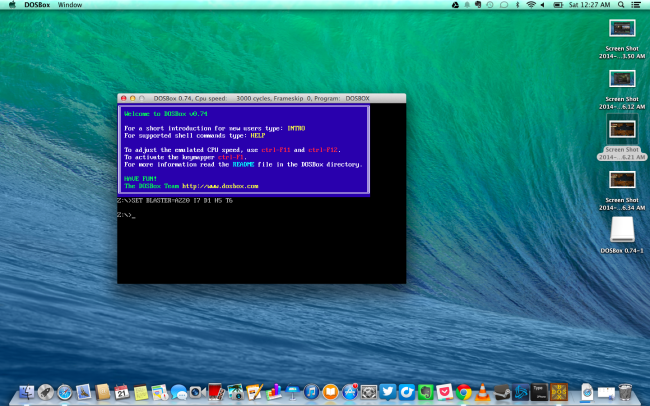 DOSBox Window
Sat 12:27 AM
DOSBox 0.74, Cpu speed: 3000 cycles, Frameskip 0, Program: DOSBOX
Welcome to DOSBox v0.74
For a short introduction for new users type: INTRO
For supported shell commands type: HELP
To adjust the emulated CPU speed, use ctrl-F11 and ctrl-F12.
To activate the keymapper ctrl-F1.
For more information read the README file in the DOSBox directory.
HAVE FUN!
The DOSBox Team http://www.dosbox.com
Z:\>SET BLASTER=A220 I7 D1 H5 T6
Z:\>_
Screen Shot
2014-...1.50 AM
Screen Shot
2014-...6.12 AM
Screen Shot
2014-...6.21 AM
Screen Shot
2014-...6.34 AM
DOSBox 0.74-1
21
Type